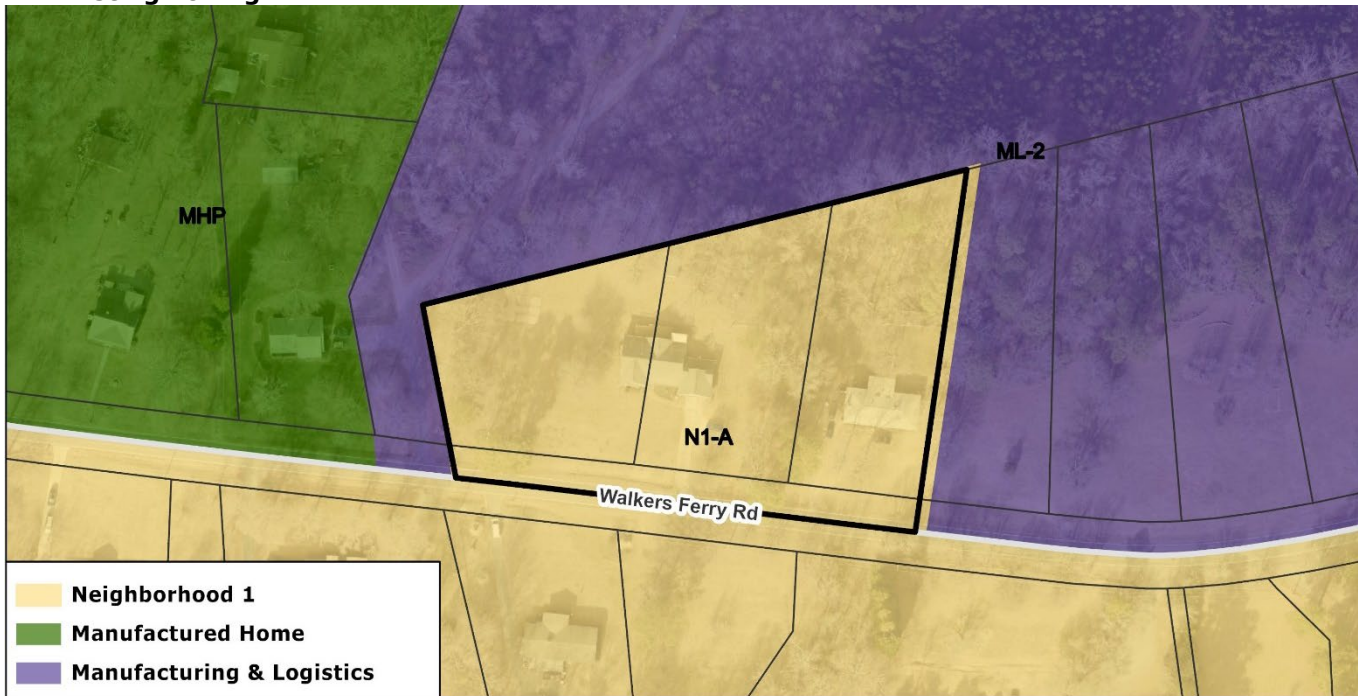 ML-2
MHP
N1-A
Walkers Ferry Rd
Neighborhood 1
Manufactured Home
Manufacturing & Logistics